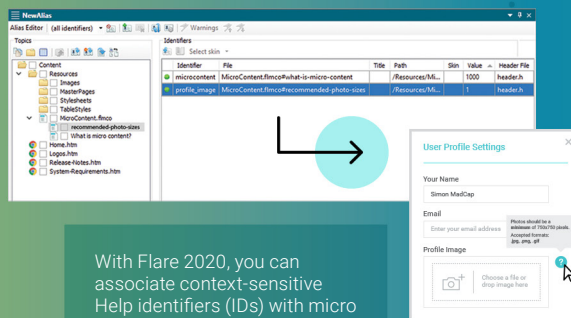 NewAlias
Alias Editor (all identifiers)
Warnings
Topics
Identifiers
Select skin
Content
Resources
Images
MasterPages
Stylesheets
TableStyles
MicroContent.flmco
recommended-photo-sizes
What is micro content?
Home.htm
Logos.htm
Release-Notes.htm
System-Requirements.htm
Identifier File Title Path Skin Value Header File
microcontent MicroContent.flmco#what-is-micro-content /Resources/Mi... 1000 header.h
profile_image MicroContent.flmco#recommended-photo-sizes /Resources/Mi... 1 header.h
User Profile Settings
Your Name
Simon MadCap
Email
Enter your email address
Photos should be a
minimum of 750x750 pixels.
Accepted formats:
.jpg, .png, .gif
Profile Image
Choose a file or
drop image here
?
With Flare 2020, you can
associate context-sensitive
Help identifiers (IDs) with micro